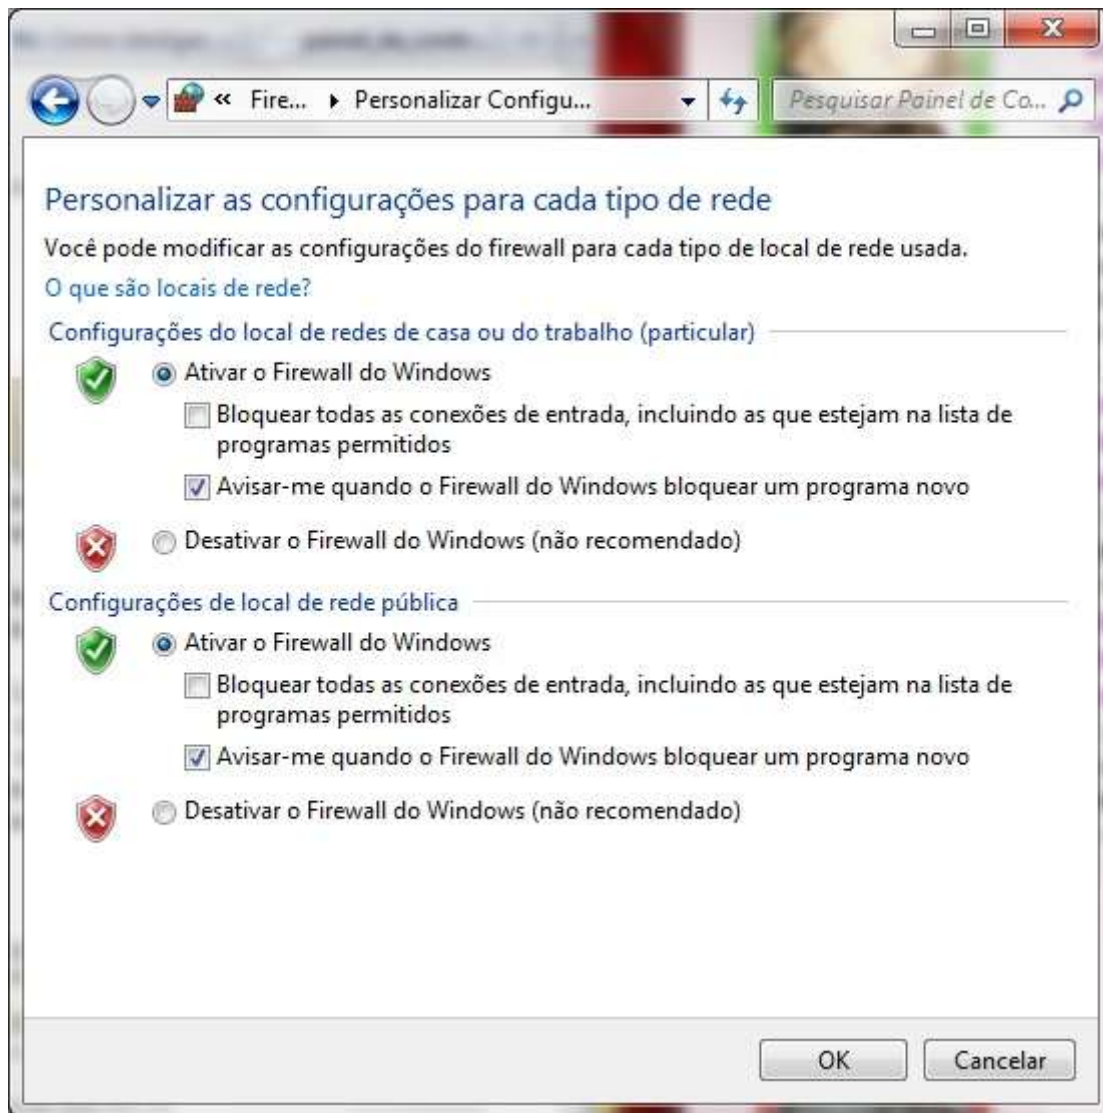 « Fire... Personalizar Configu... Pesquisar Painel de Co...
Personalizar as configurações para cada tipo de rede
Você pode modificar as configurações do firewall para cada tipo de local de rede usada.
O que são locais de rede?
Configurações do local de redes de casa ou do trabalho (particular)
Ativar o Firewall do Windows
Bloquear todas as conexões de entrada, incluindo as que estejam na lista de
programas permitidos
Avisar-me quando o Firewall do Windows bloquear um programa novo
Desativar o Firewall do Windows (não recomendado)
Configurações de local de rede pública
Ativar o Firewall do Windows
Bloquear todas as conexões de entrada, incluindo as que estejam na lista de
programas permitidos
Avisar-me quando o Firewall do Windows bloquear um programa novo
Desativar o Firewall do Windows (não recomendado)
OK Cancelar